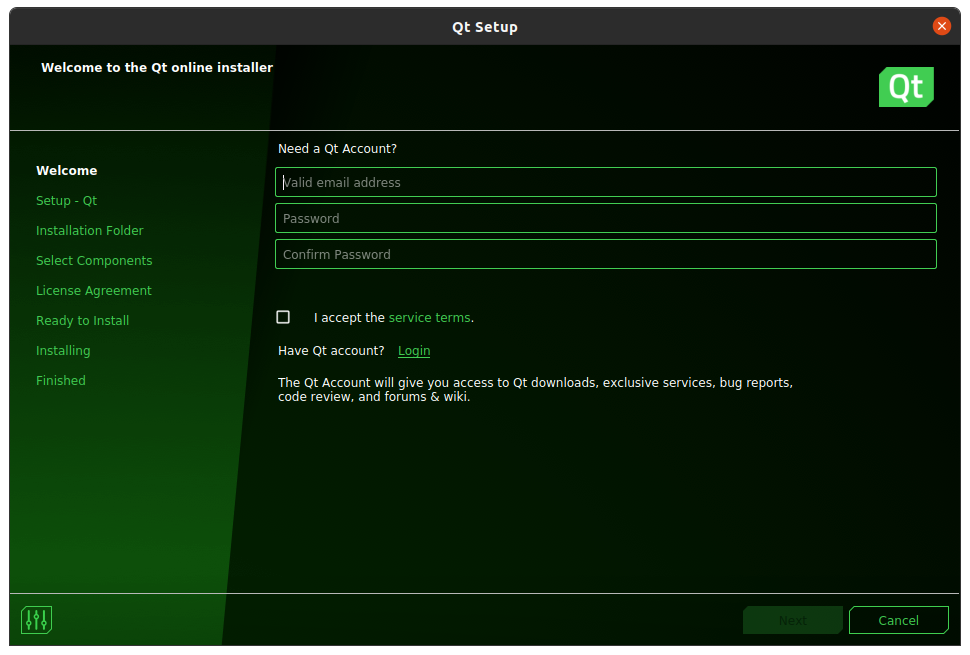 Qt Setup
Welcome to the Qt online installer
Qt
Welcome
Setup - Qt
Installation Folder
Select Components
License Agreement
Ready to Install
Installing
Finished
Need a Qt Account?
Valid email address
Password
Confirm Password
I accept the service terms.
Have Qt account? Login
The Qt Account will give you access to Qt downloads, exclusive services, bug reports,
code review, and forums & wiki.
Next
Cancel